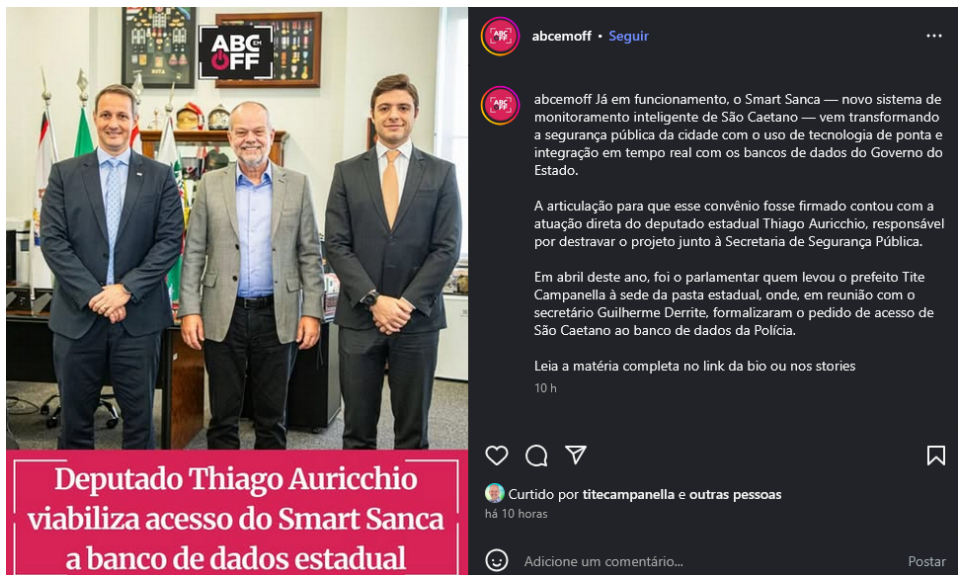 ABC EM
OFF
RITA
Deputado Thiago Auricchio
viabiliza acesso do Smart Sanca
a banco de dados estadual
abcemoff • Seguir
abcemoff Já em funcionamento, o Smart Sanca — novo sistema de
monitoramento inteligente de São Caetano — vem transformando
a segurança pública da cidade com o uso de tecnologia de ponta e
integração em tempo real com os bancos de dados do Governo do
Estado.
A articulação para que esse convênio fosse firmado contou com a
atuação direta do deputado estadual Thiago Auricchio, responsável
por destravar o projeto junto à Secretaria de Segurança Pública.
Em abril deste ano, foi o parlamentar quem levou o prefeito Tite
Campanella à sede da pasta estadual, onde, em reunião com o
secretário Guilherme Derrite, formalizaram o pedido de acesso de
São Caetano ao banco de dados da Polícia.
Leia a matéria completa no link da bio ou nos stories
10 h
Curtido por titecampanella e outras pessoas
há 10 horas
Adicione um comentário...
Postar